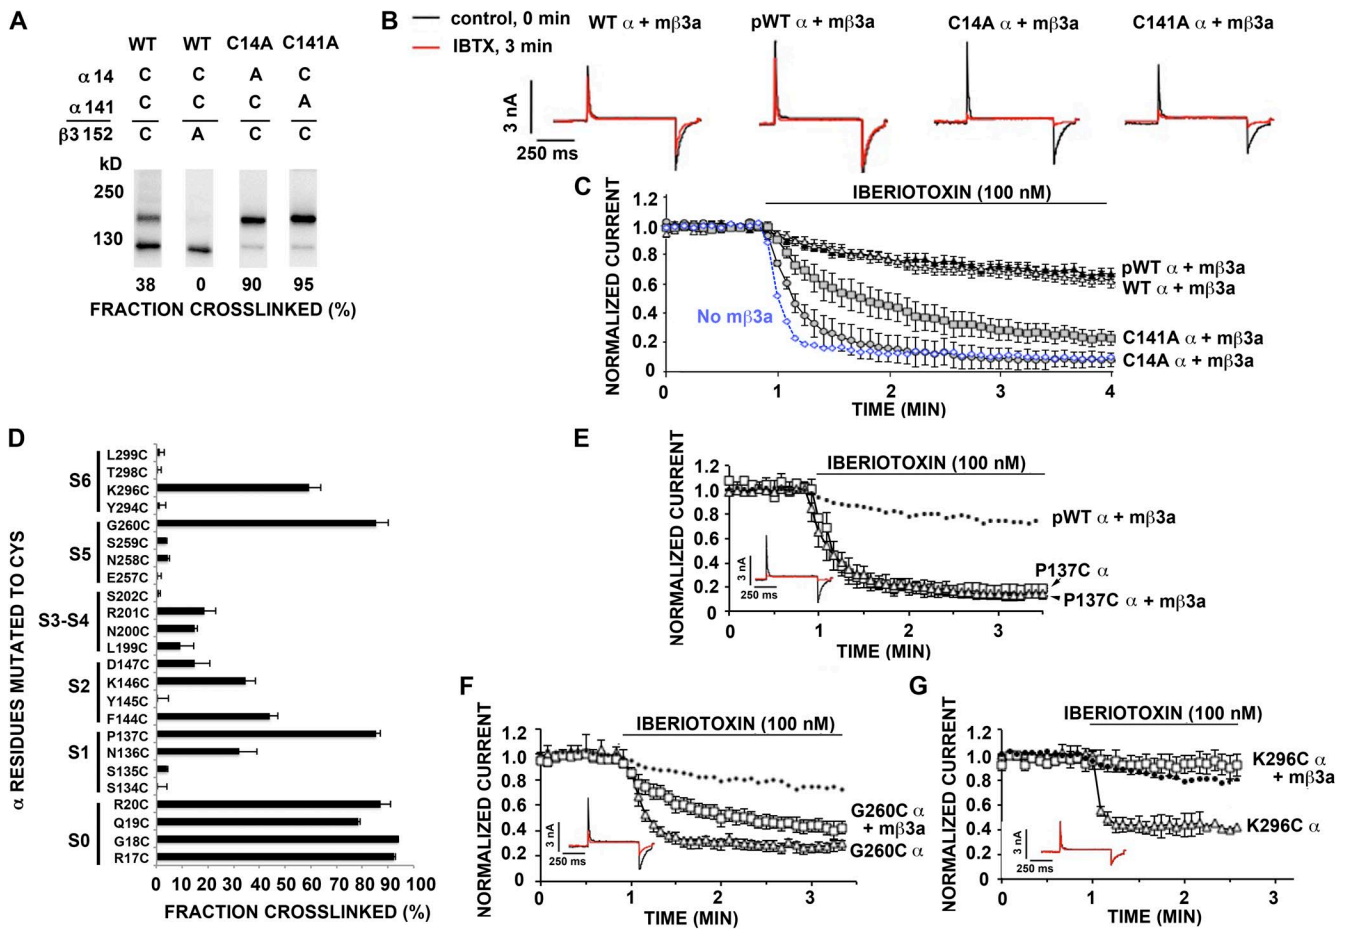 A
WT WT C14A C141A
α 14 C C A C
α 141 C C C A
β3 152 C A C C
kD
250
130
38 0 90 95
FRACTION CROSSLINKED (%)
B
control, 0 min
IBTX, 3 min
WT α + mβ3a
pWT α + mβ3a
C14A α + mβ3a
C141A α + mβ3a
3 nA
250 ms
C
IBERIOTOXIN (100 nM)
NORMALIZED CURRENT
1.2
1.0
0.8
0.6
0.4
0.2
0
0 1 2 3 4
TIME (MIN)
No mβ3a
pWT α + mβ3a
WT α + mβ3a
C141A α + mβ3a
C14A α + mβ3a
D
α RESIDUES MUTATED TO CYS
S6
L299C
T298C
K296C
Y294C
S5
G260C
S259C
N258C
E257C
S3-S4
S202C
R201C
N200C
L199C
S2
D147C
K146C
Y145C
F144C
S1
P137C
N136C
S135C
S134C
S0
R20C
Q19C
G18C
R17C
0 10 20 30 40 50 60 70 80 90 100
FRACTION CROSSLINKED (%)
E
IBERIOTOXIN (100 nM)
NORMALIZED CURRENT
1.2
1.0
0.8
0.6
0.4
0.2
0
0 1 2 3
TIME (MIN)
3 nA
250 ms
pWT α + mβ3a
P137C α
P137C α + mβ3a
F
IBERIOTOXIN (100 nM)
NORMALIZED CURRENT
1.2
1.0
0.8
0.6
0.4
0.2
0
0 1 2 3
TIME (MIN)
3 nA
250 ms
G260C α
+ mβ3a
G260C α
G
IBERIOTOXIN (100 nM)
NORMALIZED CURRENT
1.2
1.0
0.8
0.6
0.4
0.2
0
0 1 2 3
TIME (MIN)
3 nA
250 ms
K296C α
+ mβ3a
K296C α